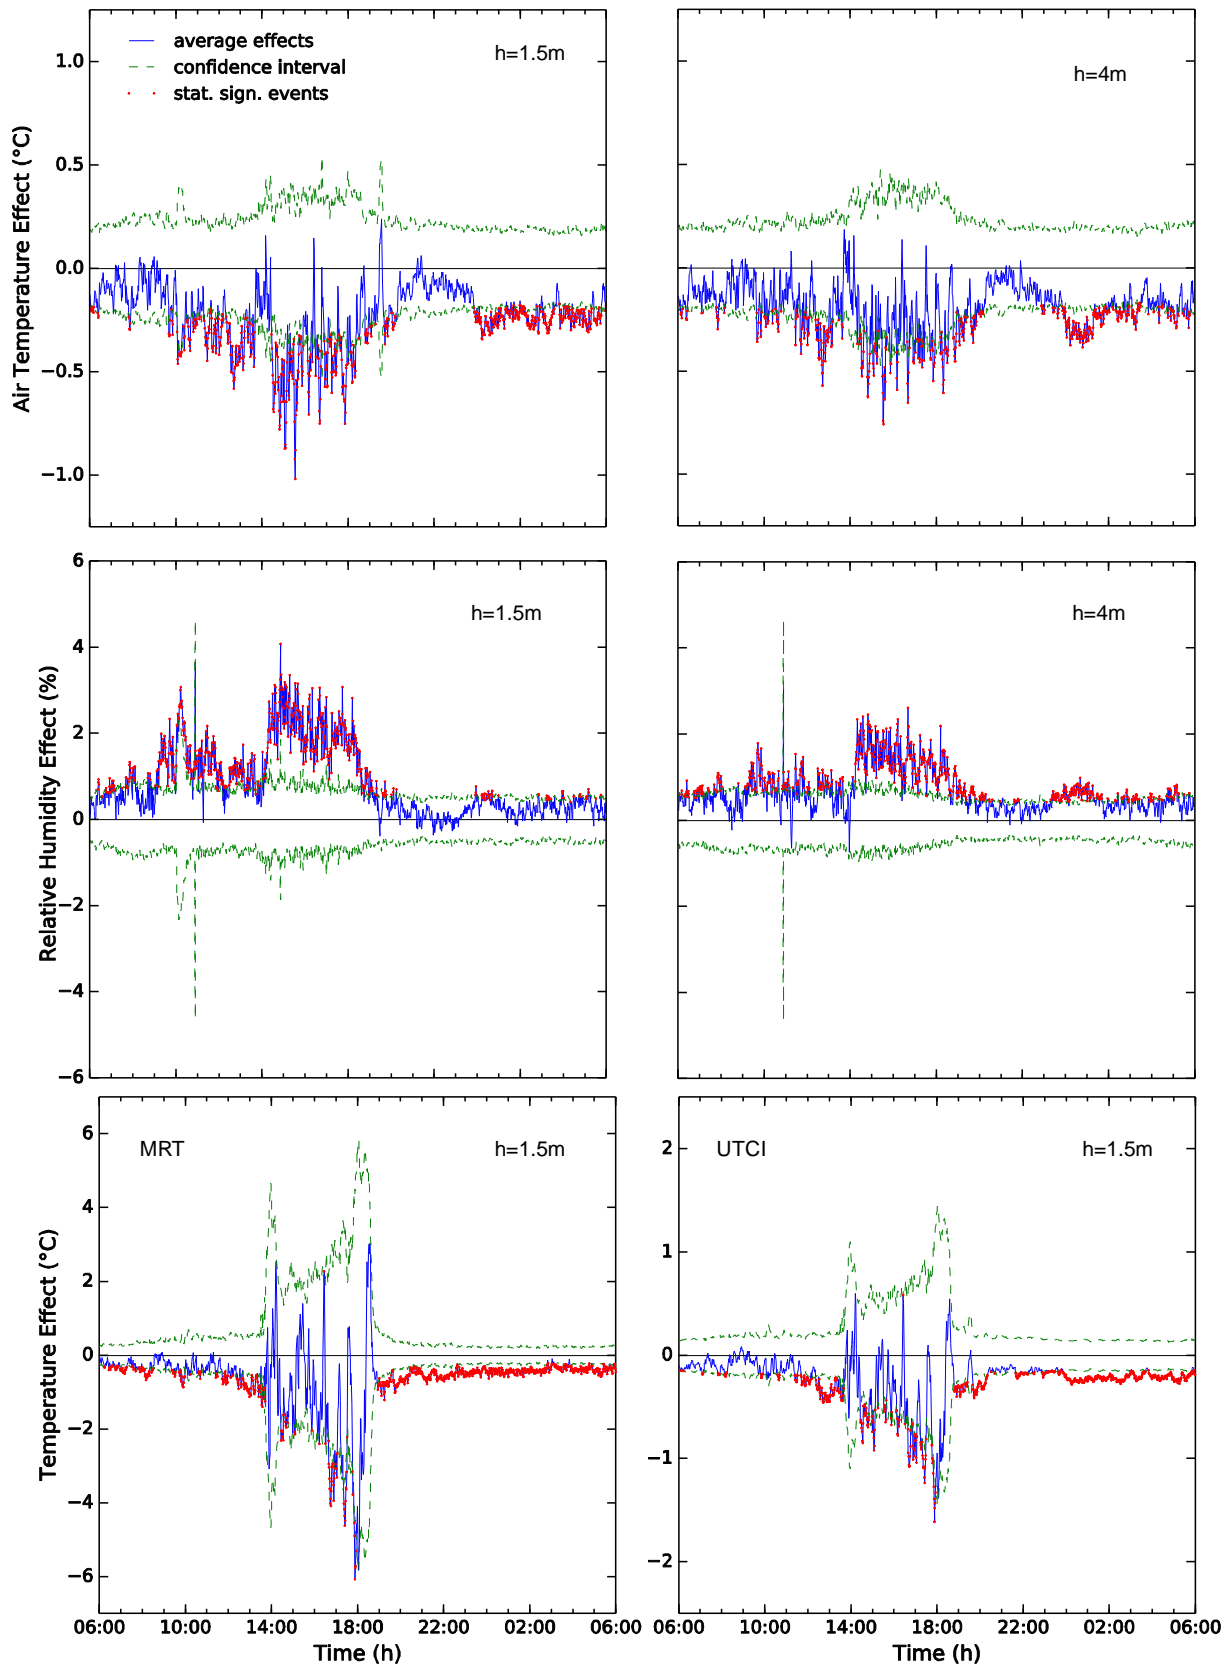 average effects
confidence interval
stat. sign. events
h=1.5m
h=4m
1.0
0.5
0.0
−0.5
−1.0
Air Temperature Effect (°C)
h=1.5m
h=4m
6
4
2
0
−2
−4
−6
Relative Humidity Effect (%)
MRT
h=1.5m
UTCI
h=1.5m
6
4
2
0
−2
−4
−6
Temperature Effect (°C)
2
1
0
−1
−2
06:00 10:00 14:00 18:00 22:00 02:00 06:00
Time (h)
06:00 10:00 14:00 18:00 22:00 02:00 06:00
Time (h)